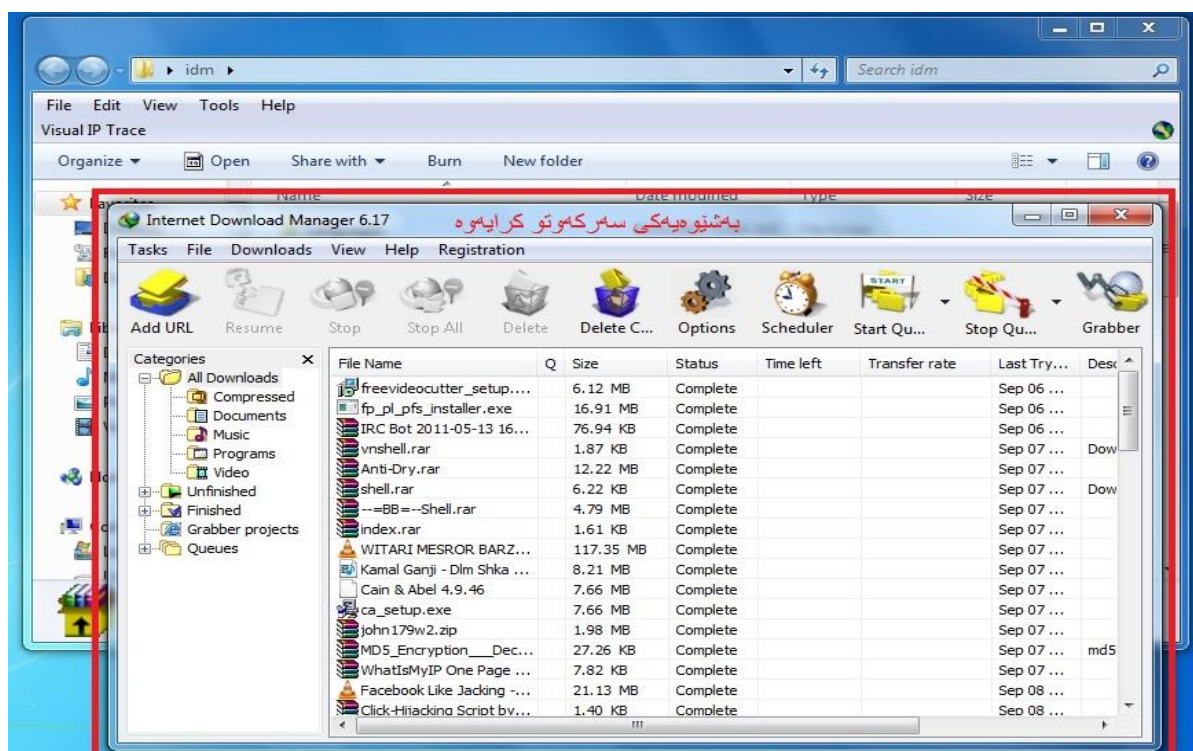 idm
Search idm
File Edit View Tools Help
Visual IP Trace
Organize Open Share with Burn New folder
Name Date modified Type Size
Internet Download Manager 6.17 بەشێوەیەکی سەرکەوتو کرایەوە
Tasks File Downloads View Help Registration
Add URL Resume Stop Stop All Delete Delete C... Options Scheduler Start Qu... Stop Qu... Grabber
Categories
All Downloads
Compressed
Documents
Music
Programs
Video
Unfinished
Finished
Grabber projects
Queues
File Name Q Size Status Time left Transfer rate Last Try... Desc
freevideocutter_setup.... 6.12 MB Complete Sep 06 ...
fp_pl_pfs_installer.exe 16.91 MB Complete Sep 06 ...
IRC Bot 2011-05-13 16... 76.94 KB Complete Sep 06 ...
vnshell.rar 1.87 KB Complete Sep 07 ... Dow
Anti-Dry.rar 12.22 MB Complete Sep 07 ...
shell.rar 6.22 KB Complete Sep 07 ... Dow
--=BB=--Shell.rar 4.79 MB Complete Sep 07 ...
index.rar 1.61 KB Complete Sep 07 ...
WITARI MESROR BARZ... 117.35 MB Complete Sep 07 ...
Kamal Ganji - Dlm Shka ... 8.21 MB Complete Sep 07 ...
Cain & Abel 4.9.46 7.66 MB Complete Sep 07 ...
ca_setup.exe 7.66 MB Complete Sep 07 ...
john179w2.zip 1.98 MB Complete Sep 07 ...
MD5_Encryption___Dec... 27.26 KB Complete Sep 07 ... md5
WhatIsMyIP One Page ... 7.82 KB Complete Sep 07 ...
Facebook Like Jacking -... 21.13 MB Complete Sep 08 ...
Click-Hijacking Script by... 1.40 KB Complete Sep 08 ...